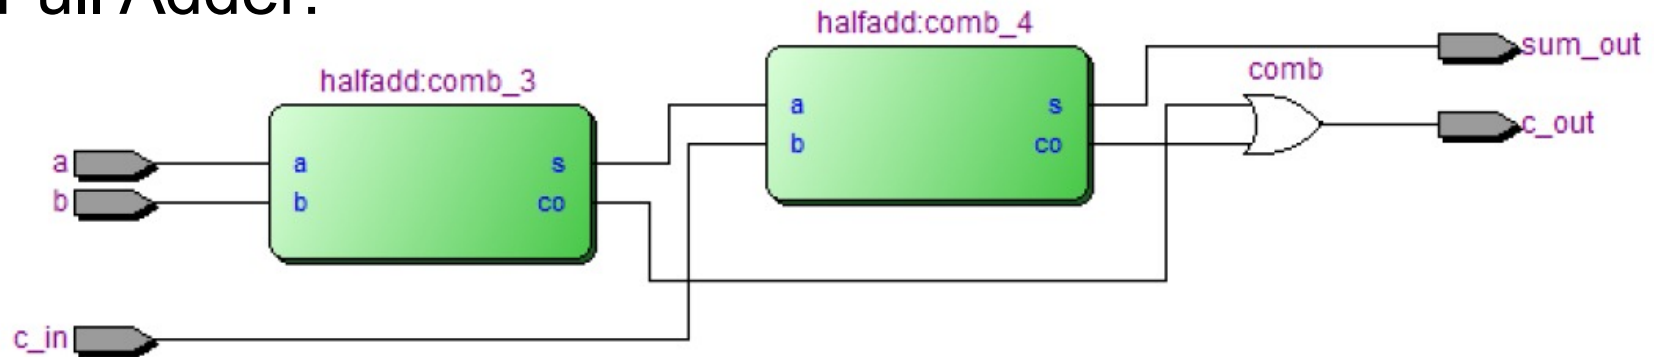 Full Adder:
halfadd:comb_4
sum_out
halfadd:comb_3
comb
a s
c_out
b co
a
a s
b
b co
c_in